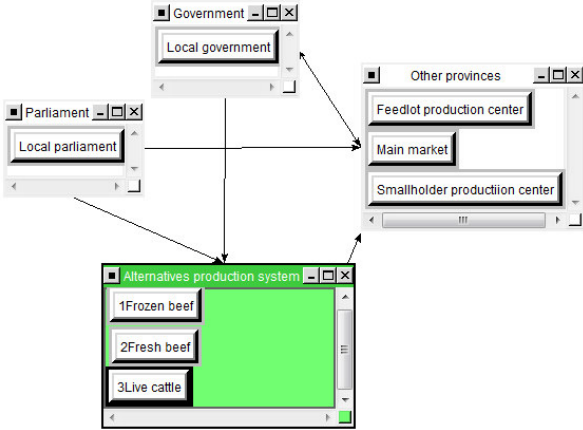 Government
Local government
Other provinces
Feedlot production center
Main market
Smallholder productiion center
Parliament
Local parliament
Alternatives production system
1Frozen beef
2Fresh beef
3Live cattle